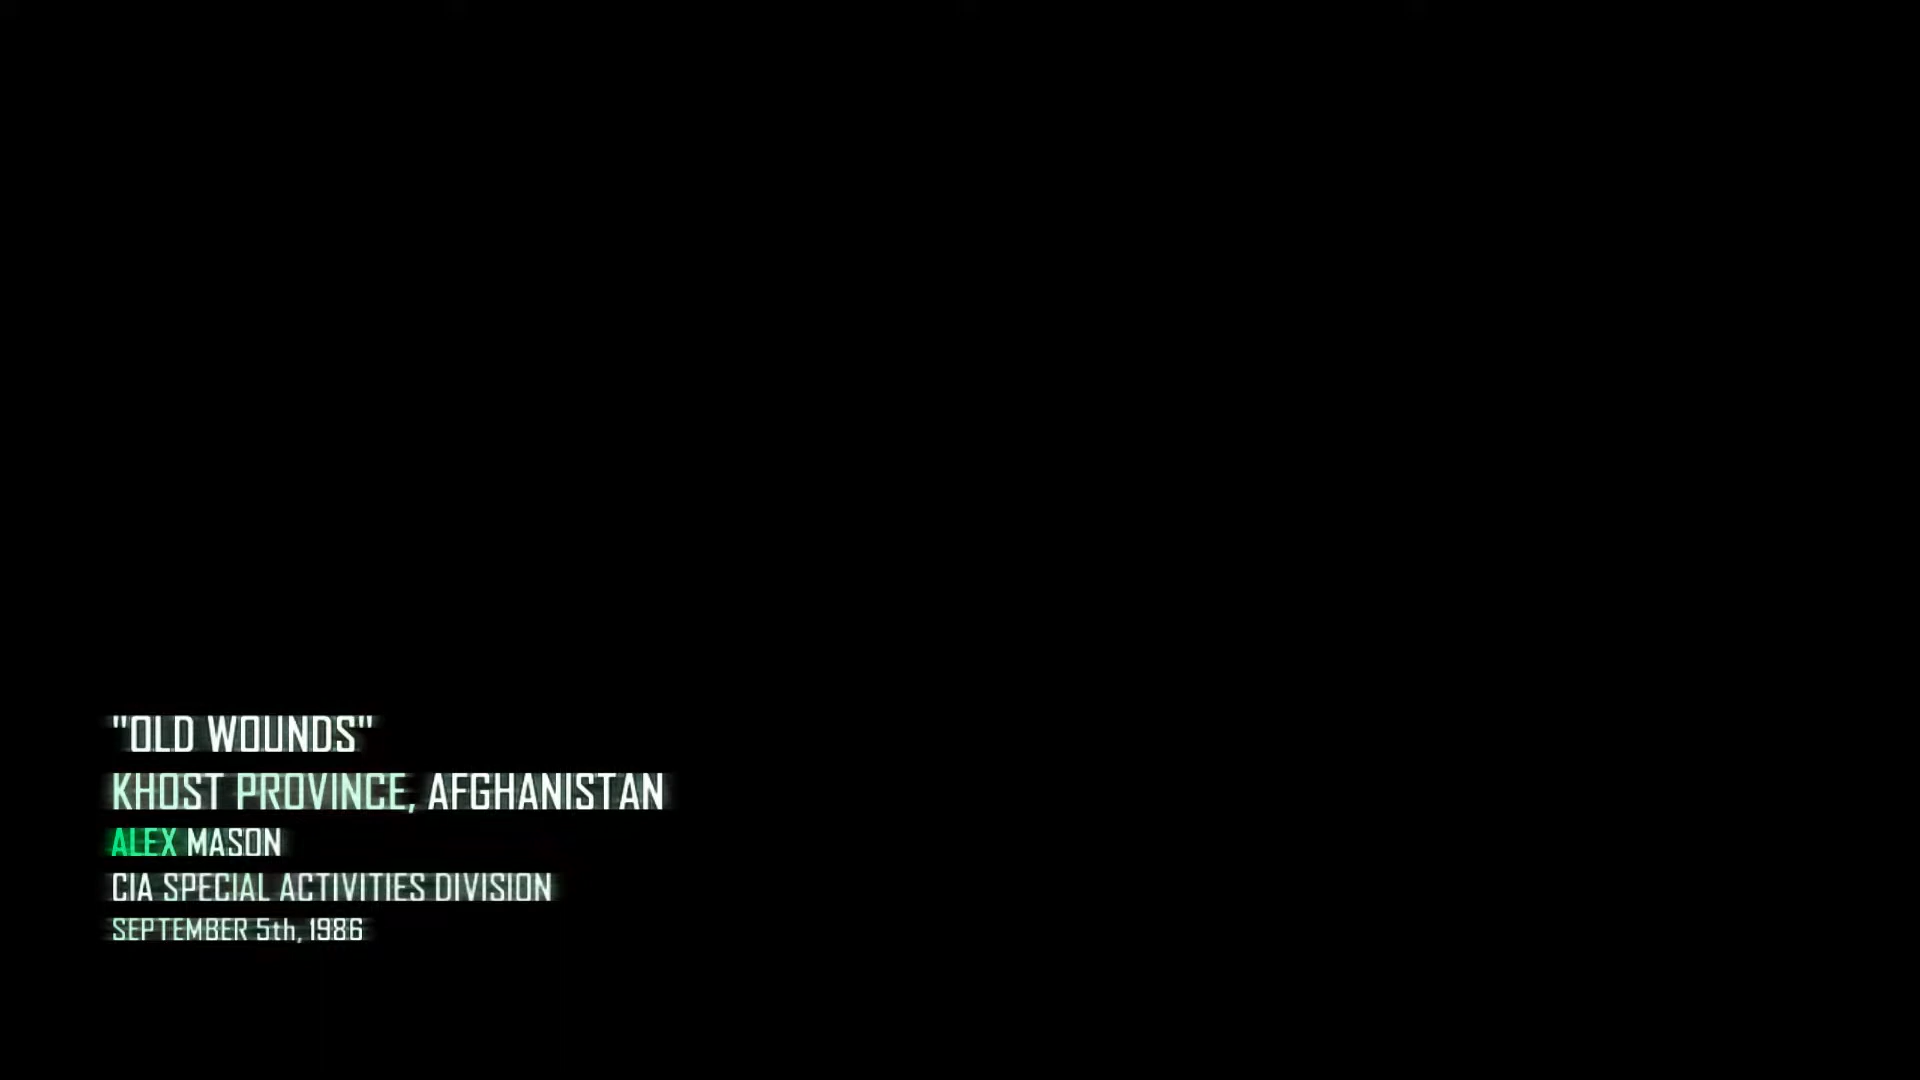 "OLD WOUNDS"
KHOST PROVINCE, AFGHANISTAN
ALEX MASON
CIA SPECIAL ACTIVITIES DIVISION
SEPTEMBER 5th, 1986